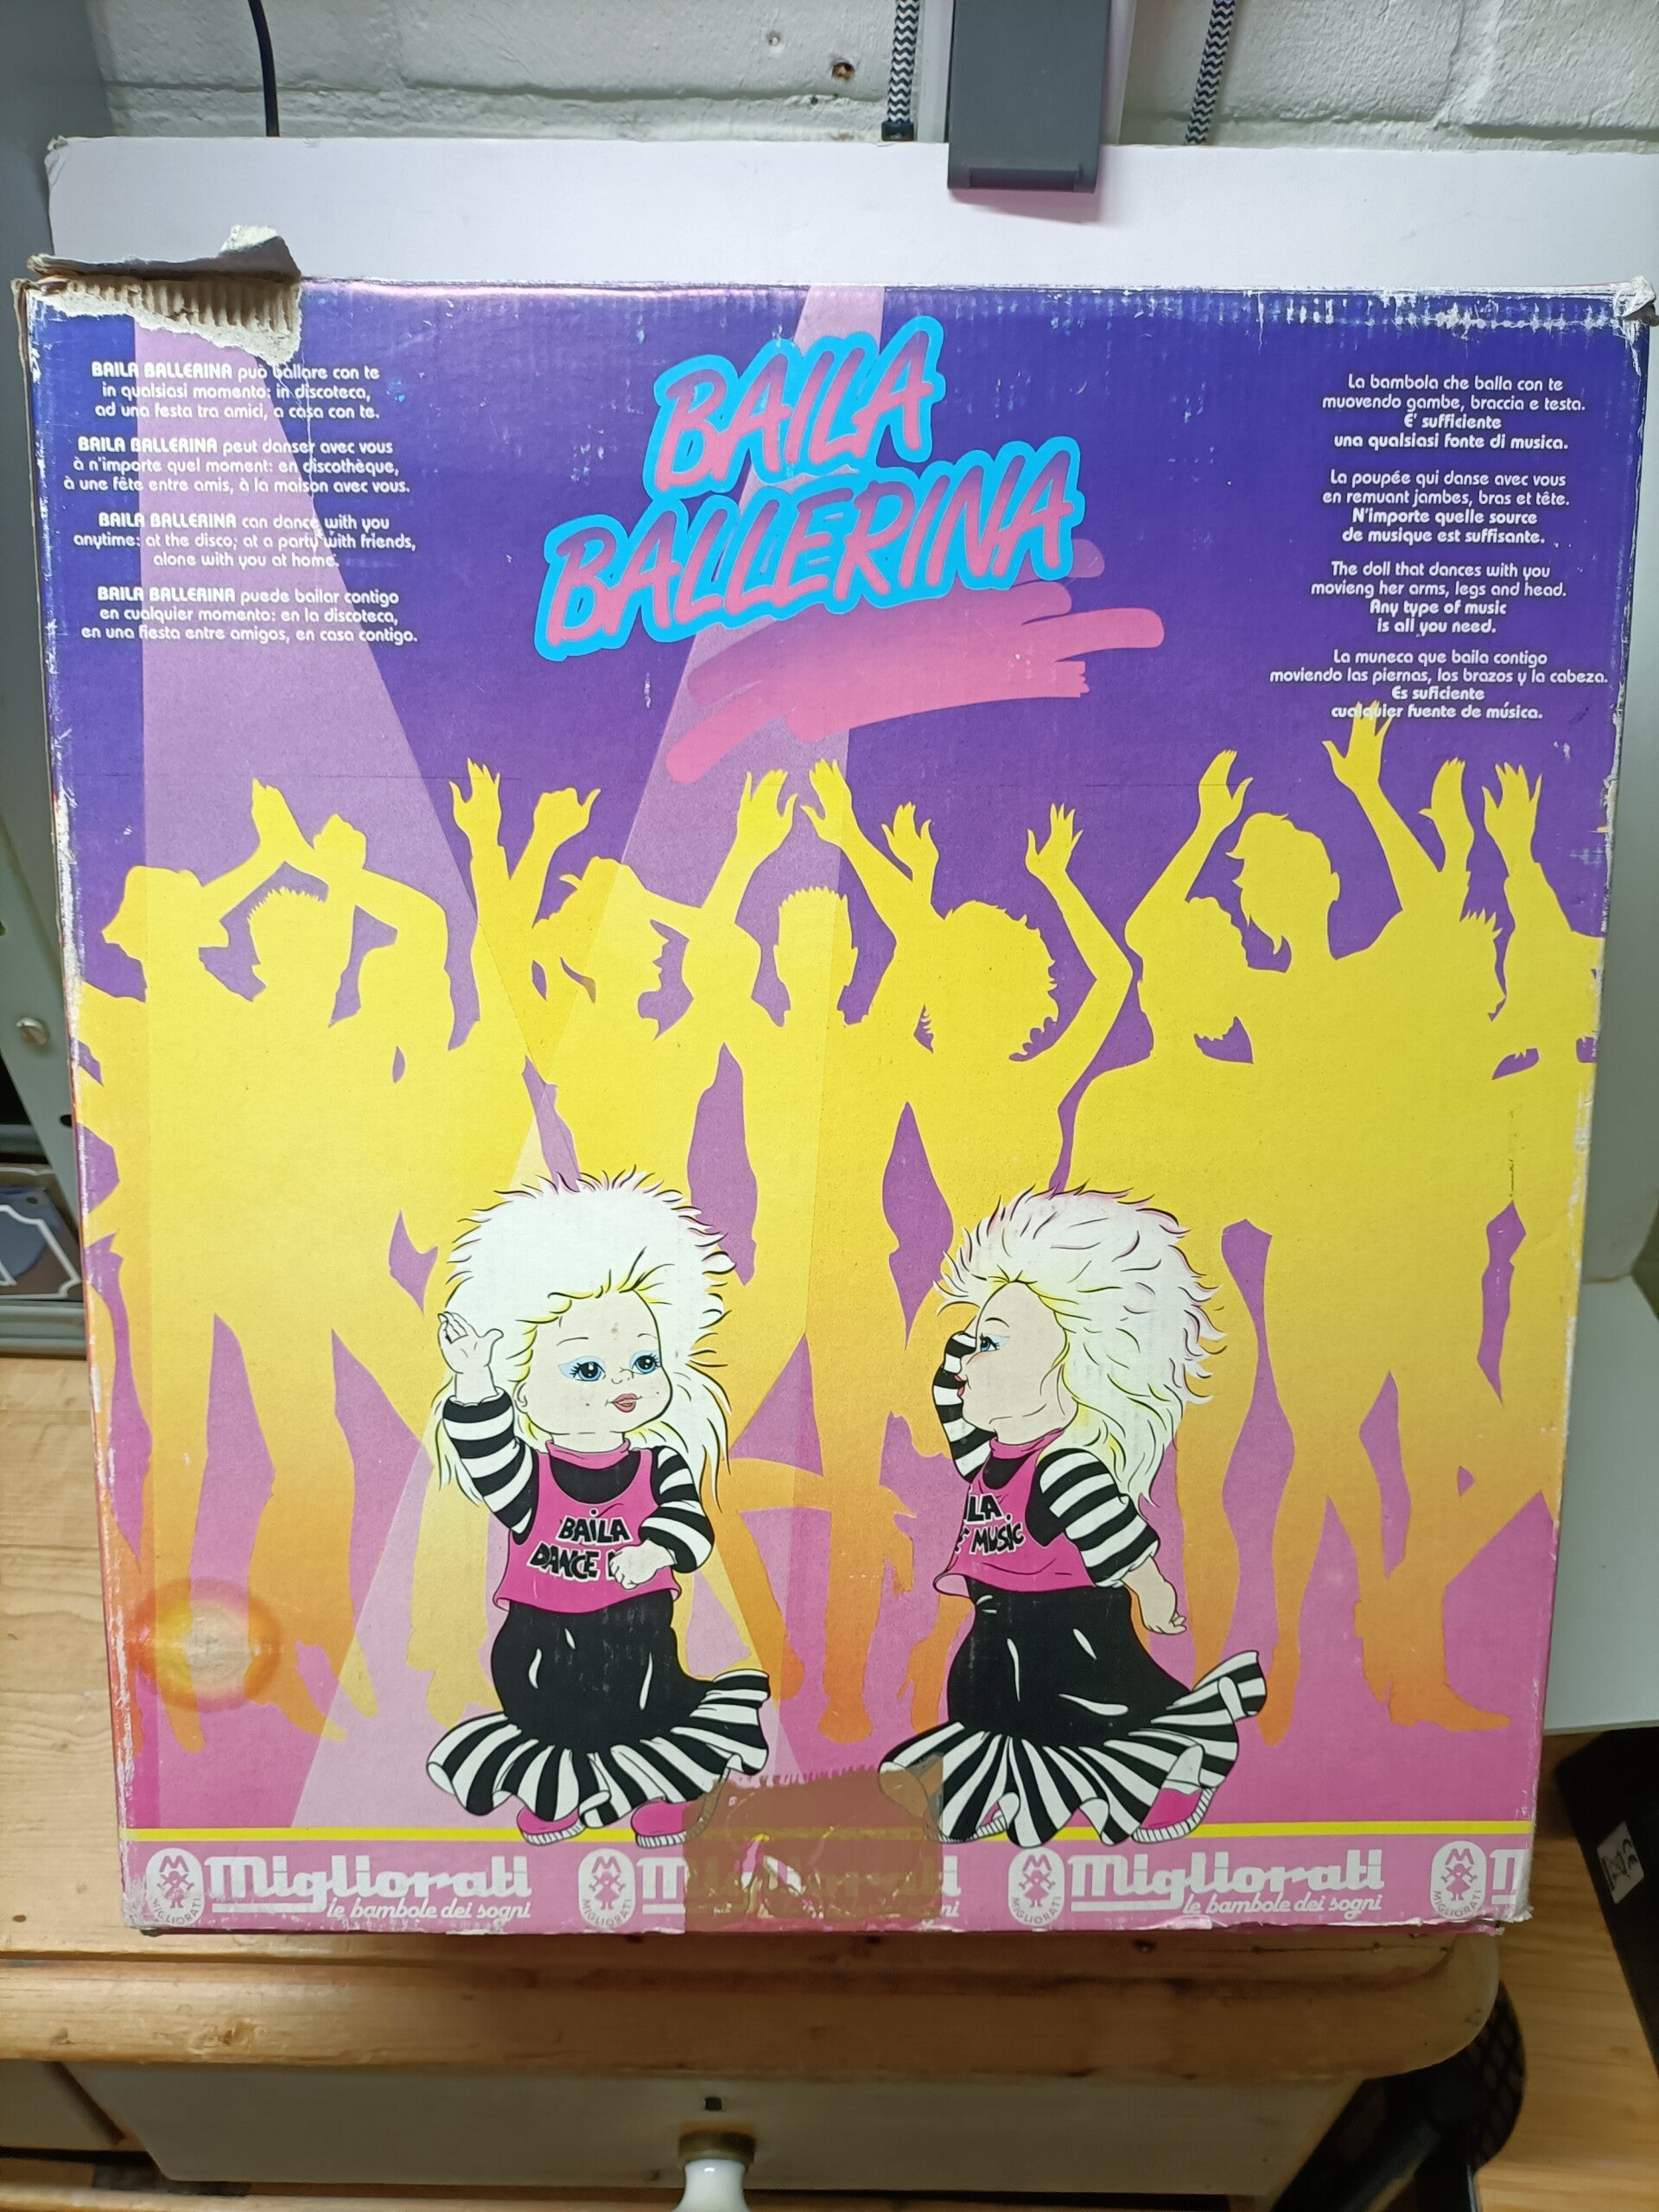 BAILA
BALLERINA
BAILA BALLERINA può ballare con te
in qualsiasi momento: in discoteca,
ad una festa tra amici, a casa con te.
BAILA BALLERINA peut danser avec vous
à n'importe quel moment: en discothèque,
à une fête entre amis, à la maison avec vous.
BAILA BALLERINA can dance with you
anytime: at the disco; at a party with friends,
alone with you at home.
BAILA BALLERINA puede bailar contigo
en cualquier momento: en la discoteca,
en una fiesta entre amigos, en casa contigo.
La bambola che balla con te
muovendo gambe, braccia e testa.
E' sufficiente
una qualsiasi fonte di musica.
La poupée qui danse avec vous
en remuant jambes, bras et tête.
N'importe quelle source
de musique est suffisante.
The doll that dances with you
movieng her arms, legs and head.
Any type of music
is all you need.
La muneca que baila contigo
moviendo las piernas, los brazos y la cabeza.
Es suficiente
cualquier fuente de música.
BAILA
DANCE
LA
MUSIC
MIGLIORATI Migliorati
le bambole dei sogni
MIGLIORATI Migliorati
MIGLIORATI Migliorati
le bambole dei sogni
MIGLIORATI